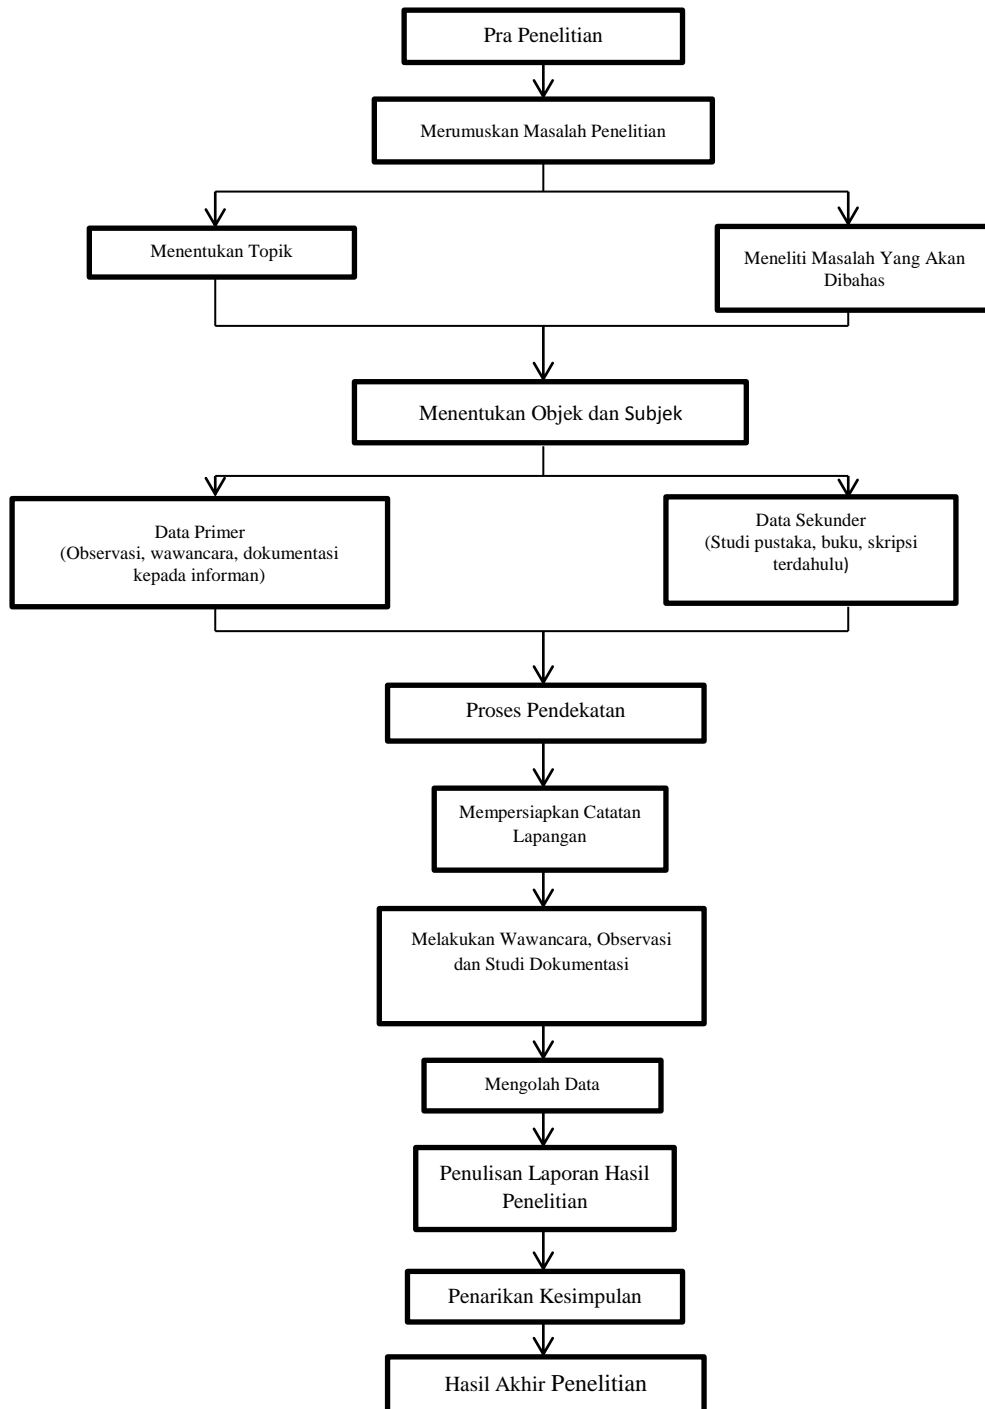 Pra Penelitian
Merumuskan Masalah Penelitian
Menentukan Topik
Meneliti Masalah Yang Akan
Dibahas
Menentukan Objek dan Subjek
Data Primer
(Observasi, wawancara, dokumentasi
kepada informan)
Data Sekunder
(Studi pustaka, buku, skripsi
terdahulu)
Proses Pendekatan
Mempersiapkan Catatan
Lapangan
Melakukan Wawancara, Observasi
dan Studi Dokumentasi
Mengolah Data
Penulisan Laporan Hasil
Penelitian
Penarikan Kesimpulan
Hasil Akhir Penelitian